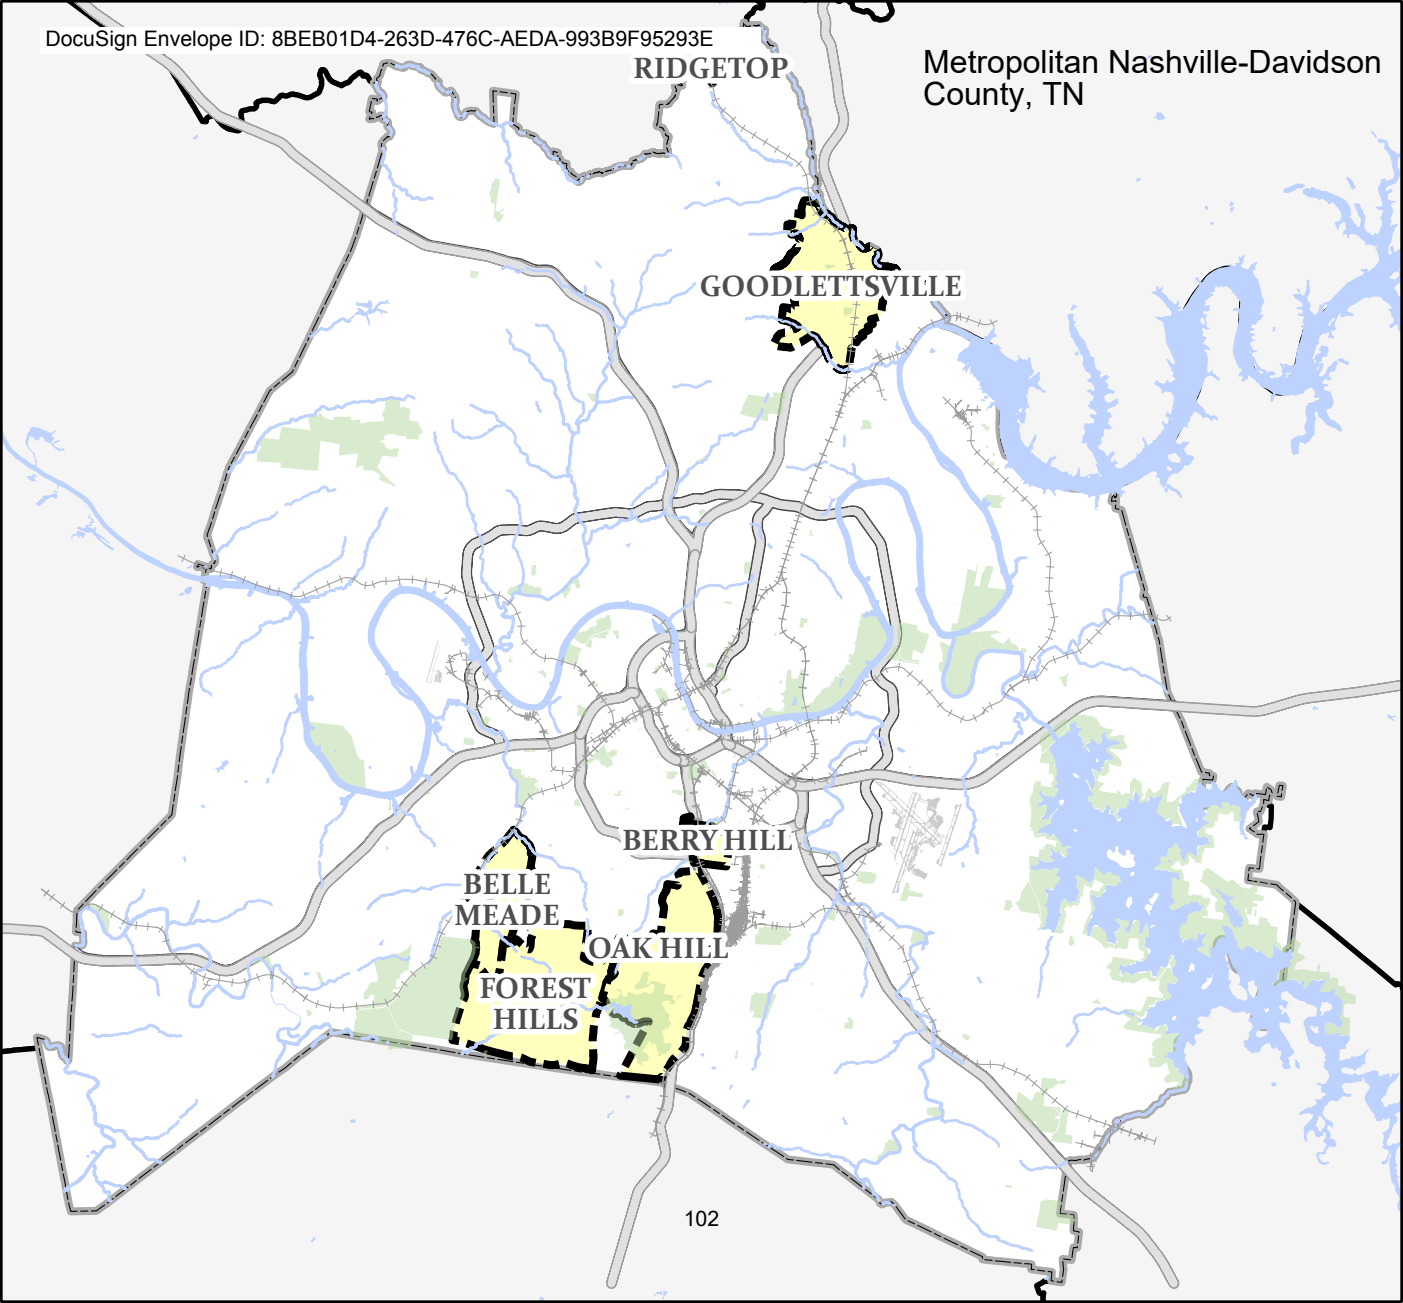 DocuSign Envelope ID: 8BEB01D4-263D-476C-AEDA-993B9F95293E
Metropolitan Nashville-Davidson
County, TN
RIDGETOP
GOODLETTSVILLE
BERRY HILL
BELLE
MEADE
OAK HILL
FOREST
HILLS
102